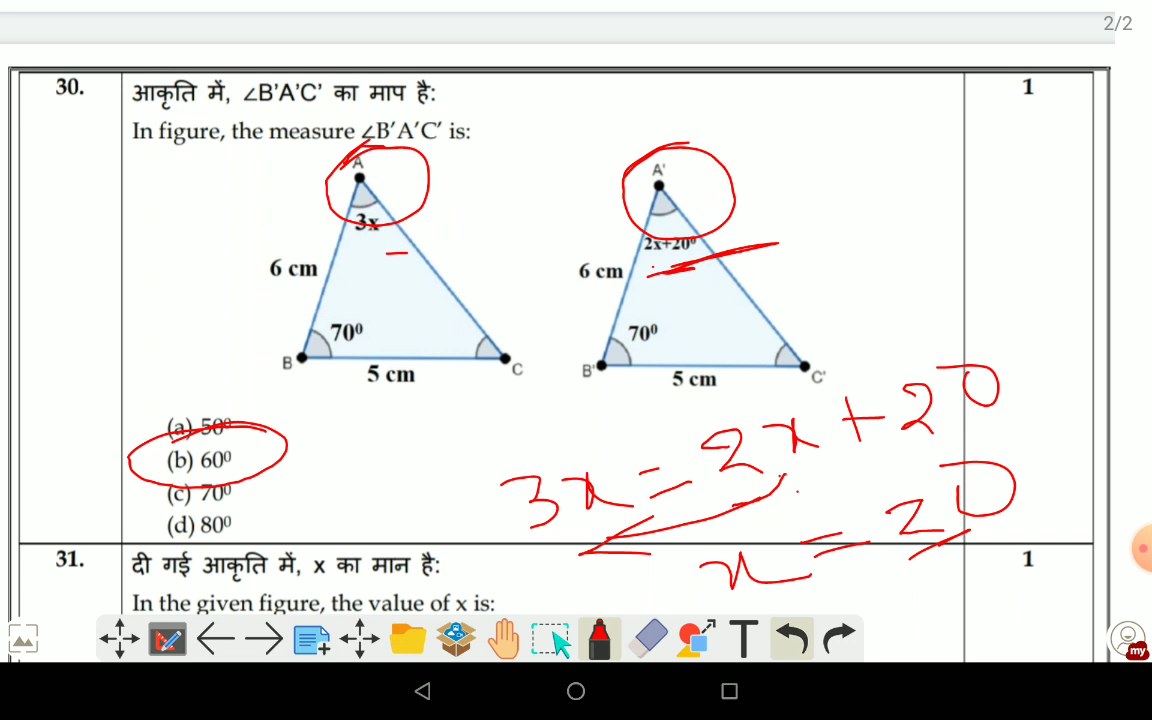 2/2
30.
आकृति में, ∠B'A'C' का माप है:
1
In figure, the measure ∠B'A'C' is:
A
A'
3x
2x+20⁰
6 cm
6 cm
70⁰
70⁰
B
C
B'
C'
5 cm
5 cm
3x = 2x + 20
x = 20
(a) 50⁰
(b) 60⁰
(c) 70⁰
(d) 80⁰
31.
दी गई आकृति में, x का मान है:
1
In the given figure, the value of x is:
T
my